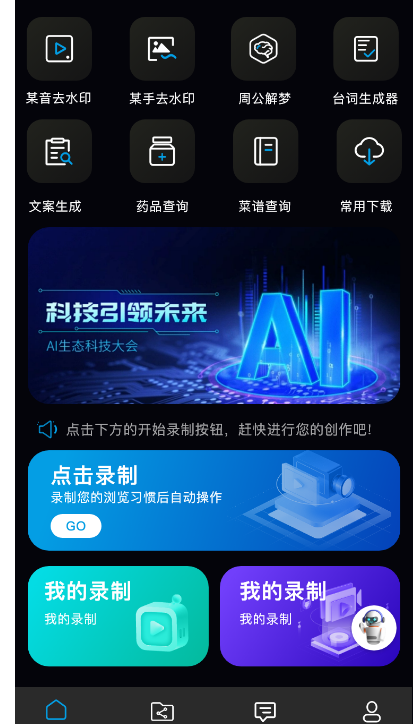 某音去水印
某手去水印
周公解梦
台词生成器
文案生成
药品查询
菜谱查询
常用下载
科技引领未来
AI生态科技大会
AI
点击下方的开始录制按钮，赶快进行您的创作吧!
点击录制
录制您的浏览习惯后自动操作
GO
我的录制
我的录制
我的录制
我的录制